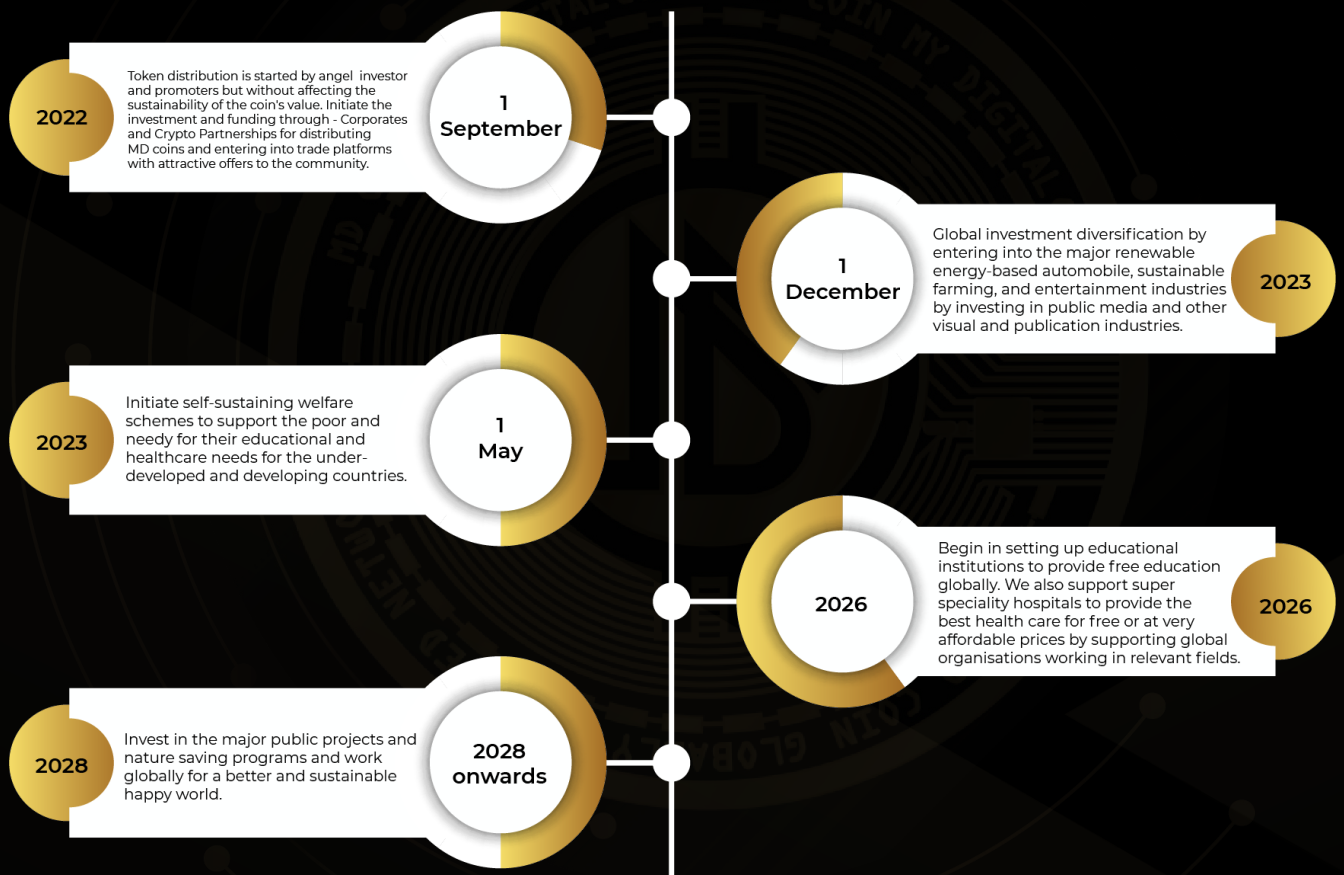 2022
Token distribution is started by angel investor
and promoters but without affecting the
sustainability of the coin's value. Initiate the
investment and funding through - Corporates
and Crypto Partnerships for distributing
MD coins and entering into trade platforms
with attractive offers to the community.
1
September
1
December
Global investment diversification by
entering into the major renewable
energy-based automobile, sustainable
farming, and entertainment industries
by investing in public media and other
visual and publication industries.
2023
2023
Initiate self-sustaining welfare
schemes to support the poor and
needy for their educational and
healthcare needs for the under-
developed and developing countries.
1
May
2026
Begin in setting up educational
institutions to provide free education
globally. We also support super
speciality hospitals to provide the
best health care for free or at very
affordable prices by supporting global
organisations working in relevant fields.
2026
2028
Invest in the major public projects and
nature saving programs and work
globally for a better and sustainable
happy world.
2028
onwards
COIN MY DIGITAL
COIN GLOBALLY